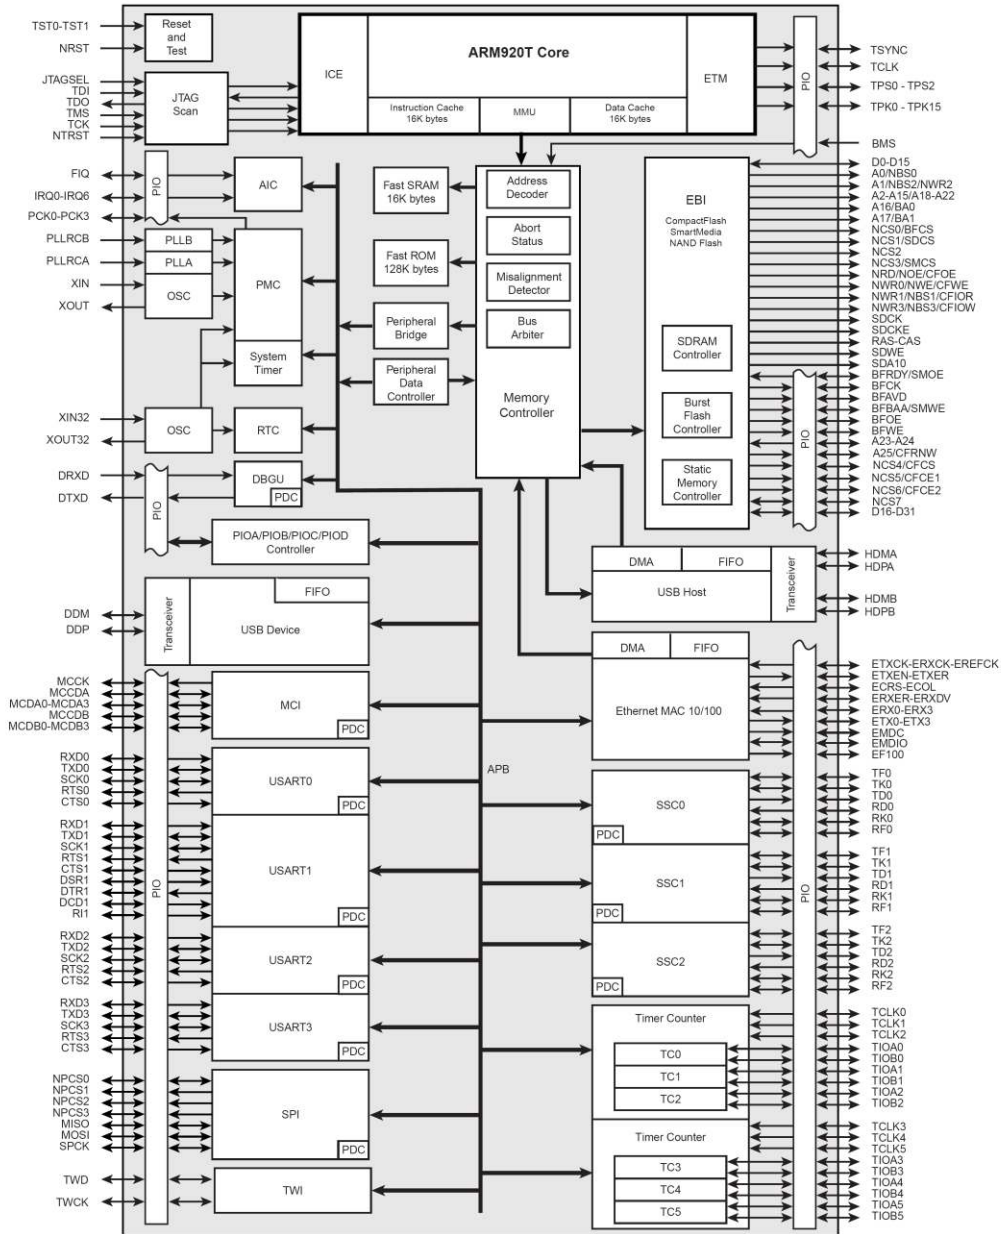 TST0-TST1
NRST
Reset
and
Test
JTAGSEL
TDI
TDO
TMS
TCK
NTRST
JTAG
Scan
ICE
ARM920T Core
Instruction Cache
16K bytes
MMU
Data Cache
16K bytes
ETM
PIO
TSYNC
TCLK
TPS0 - TPS2
TPK0 - TPK15
BMS
FIQ
IRQ0-IRQ6
PCK0-PCK3
PIO
AIC
PLLRCB
PLLRCA
XIN
XOUT
PLLB
PLLA
OSC
PMC
System
Timer
XIN32
XOUT32
OSC
RTC
DRXD
DTXD
PIO
DBGU
PDC
PIOA/PIOB/PIOC/PIOD
Controller
Fast SRAM
16K bytes
Fast ROM
128K bytes
Peripheral
Bridge
Peripheral
Data
Controller
Address
Decoder
Abort
Status
Misalignment
Detector
Bus
Arbiter
Memory
Controller
EBI
CompactFlash
SmartMedia
NAND Flash
SDRAM
Controller
Burst
Flash
Controller
Static
Memory
Controller
D0-D15
A0/NBS0
A1/NBS2/NWR2
A2-A15/A18-A22
A16/BA0
A17/BA1
NCS0/BFCS
NCS1/SDCS
NCS2
NCS3/SMCS
NRD/NOE/CFOE
NWR0/NWE/CFWE
NWR1/NBS1/CFIOR
NWR3/NBS3/CFIOW
SDCK
SDCKE
RAS-CAS
SDWE
SDA10
BFRDY/SMOE
BFCK
BFAVD
BFBAA/SMWE
BFOE
BFWE
A23-A24
A25/CFRNW
NCS4/CFCS
NCS5/CFCE1
NCS6/CFCE2
NCS7
D16-D31
PIO
DMA
FIFO
USB Host
Transceiver
HDMA
HDPA
HDMB
HDPB
DDM
DDP
Transceiver
FIFO
USB Device
DMA
FIFO
Ethernet MAC 10/100
ETXCK-ERXCK-EREFCK
ETXEN-ETXER
ECRS-ECOL
ERXER-ERXDV
ERX0-ERX3
ETX0-ETX3
EMDC
EMDIO
EF100
MCCK
MCCDA
MCDA0-MCDA3
MCCDB
MCDB0-MCDB3
MCI
PDC
RXD0
TXD0
SCK0
RTS0
CTS0
USART0
PDC
APB
RXD1
TXD1
SCK1
RTS1
CTS1
DSR1
DTR1
DCD1
RI1
PIO
USART1
PDC
RXD2
TXD2
SCK2
RTS2
CTS2
USART2
PDC
RXD3
TXD3
SCK3
RTS3
CTS3
USART3
PDC
NPCS0
NPCS1
NPCS2
NPCS3
MISO
MOSI
SPCK
SPI
PDC
TWD
TWCK
TWI
SSC0
PDC
TF0
TK0
TD0
RD0
RK0
RF0
SSC1
PDC
PIO
TF1
TK1
TD1
RD1
RK1
RF1
SSC2
PDC
TF2
TK2
TD2
RD2
RK2
RF2
Timer Counter
TC0
TC1
TC2
TCLK0
TCLK1
TCLK2
TIOA0
TIOB0
TIOA1
TIOB1
TIOA2
TIOB2
Timer Counter
TC3
TC4
TC5
TCLK3
TCLK4
TCLK5
TIOA3
TIOB3
TIOA4
TIOB4
TIOA5
TIOB5